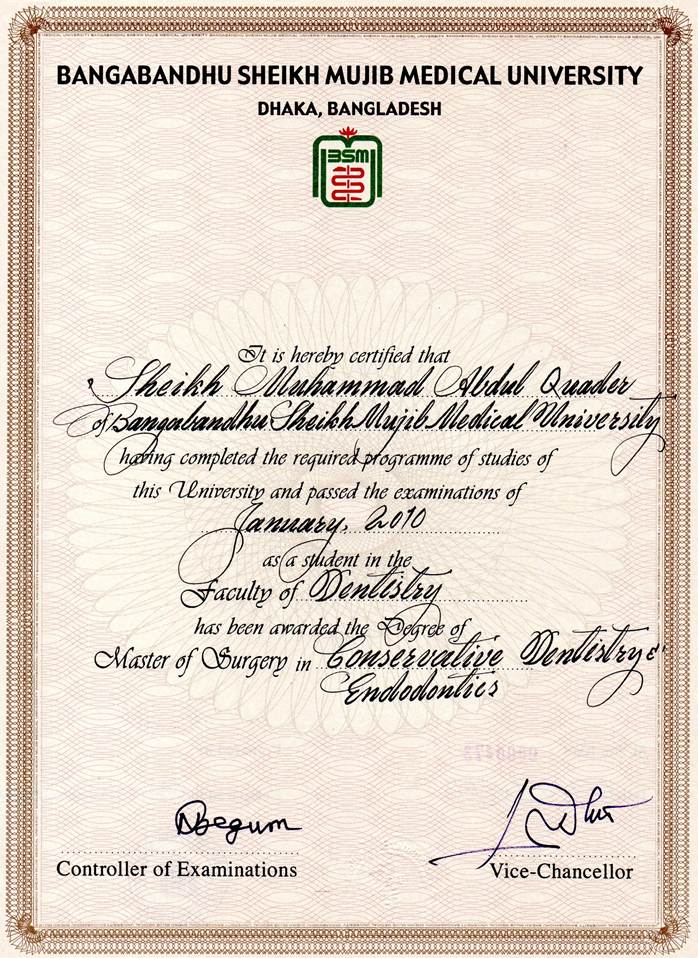 BANGABANDHU SHEIKH MUJIB MEDICAL UNIVERSITY
DHAKA, BANGLADESH
BSM
It is hereby certified that
Sheikh Muhammad Abdul Quader
of Bangabandhu Sheikh Mujib Medical University
having completed the required programme of studies of
this University and passed the examinations of
January, 2010
as a student in the
Faculty of Dentistry
has been awarded the Degree of
Master of Surgery in Conservative Dentistry &
Endodontics
Begum
Controller of Examinations
Vice-Chancellor